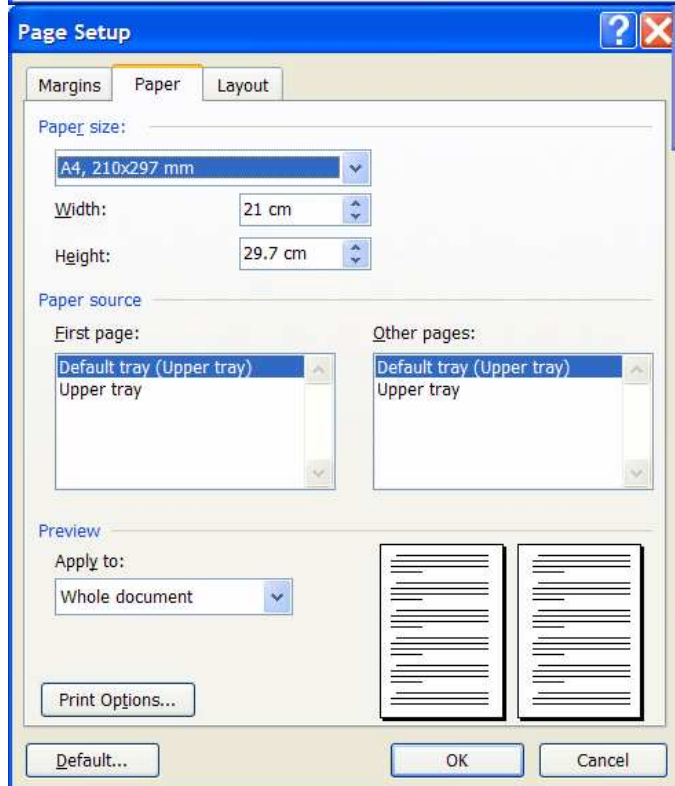 Page Setup ?
Margins Paper Layout
Paper size:
A4, 210x297 mm
Width: 21 cm
Height: 29.7 cm
Paper source
First page: Other pages:
Default tray (Upper tray) Default tray (Upper tray)
Upper tray Upper tray
Preview
Apply to:
Whole document
Print Options...
Default... OK Cancel